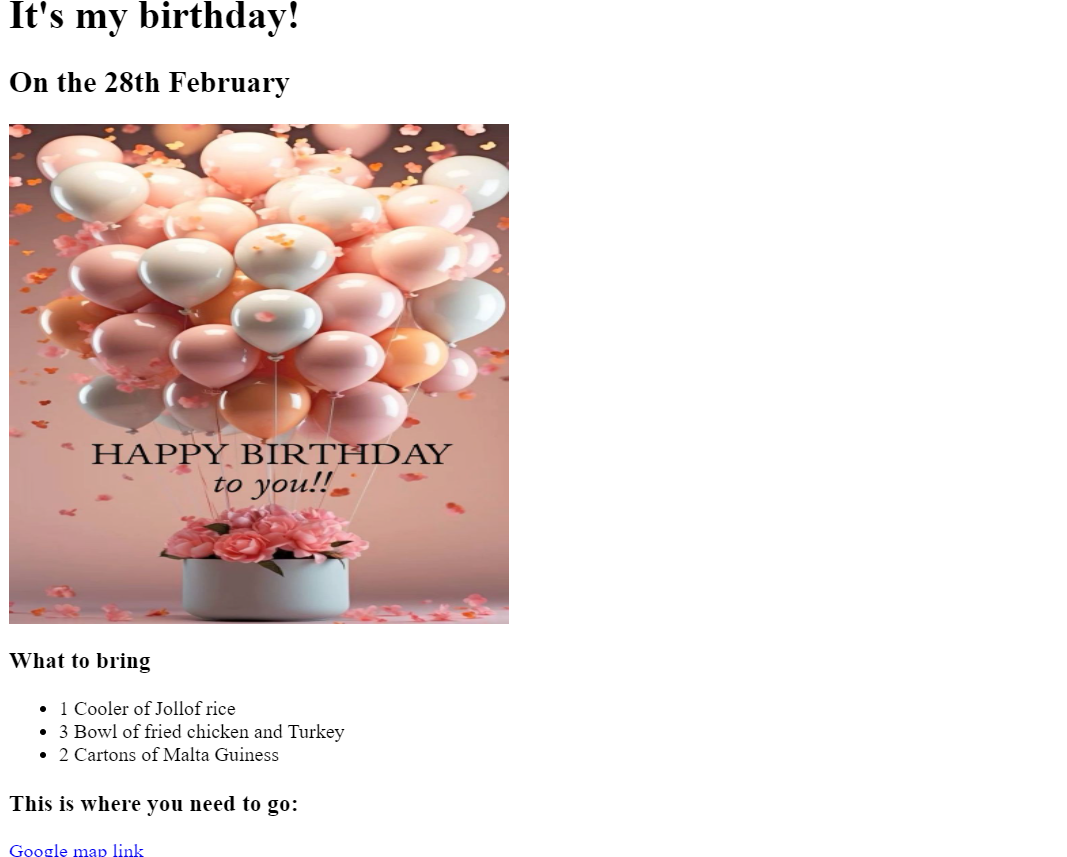 It's my birthday!
On the 28th February
HAPPY BIRTHDAY
to you!!
What to bring
1 Cooler of Jollof rice
3 Bowl of fried chicken and Turkey
2 Cartons of Malta Guiness
This is where you need to go:
Google map link